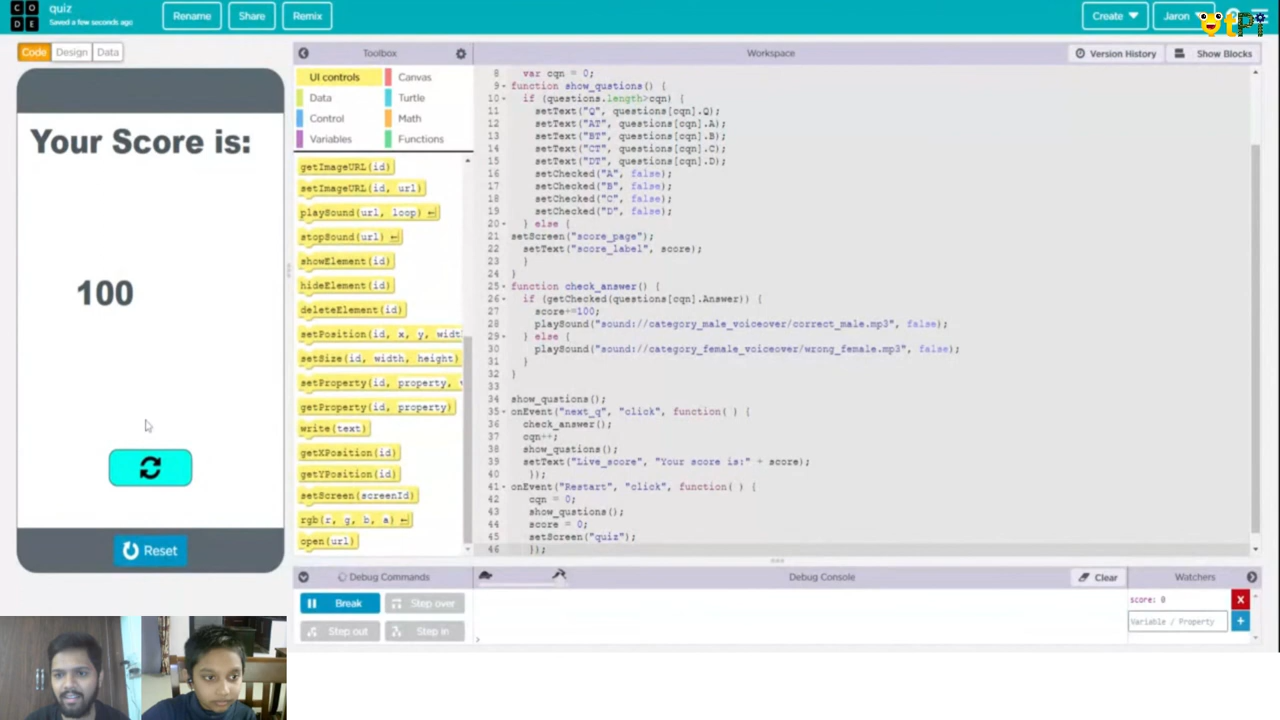 CODE
quiz
Saved a few seconds ago
Rename
Share
Remix
Create
Jaron
Code
Design
Data
Toolbox
Workspace
Version History
Show Blocks
UI controls
Canvas
Data
Turtle
Control
Math
Variables
Functions
getImageURL(id)
setImageURL(id, url)
playSound(url, loop)
stopSound(url)
showElement(id)
hideElement(id)
deleteElement(id)
setPosition(id, x, y, widt
setSize(id, width, height)
setProperty(id, property, v
getProperty(id, property)
write(text)
getXPosition(id)
getYPosition(id)
setScreen(screenId)
rgb(r, g, b, a)
open(url)
Your Score is:
100
Reset
8 var cqn = 0;
9 function show_qustions() {
10 if (questions.length>cqn) {
11 setText("Q", questions[cqn].Q);
12 setText("AT", questions[cqn].A);
13 setText("BT", questions[cqn].B);
14 setText("CT", questions[cqn].C);
15 setText("DT", questions[cqn].D);
16 setChecked("A", false);
17 setChecked("B", false);
18 setChecked("C", false);
19 setChecked("D", false);
20 } else {
21 setScreen("score_page");
22 setText("score_label", score);
23 }
24 }
25 function check_answer() {
26 if (getChecked(questions[cqn].Answer)) {
27 score+=100;
28 playSound("sound://category_male_voiceover/correct_male.mp3", false);
29 } else {
30 playSound("sound://category_female_voiceover/wrong_female.mp3", false);
31 }
32 }
33
34 show_qustions();
35 onEvent("next_q", "click", function( ) {
36 check_answer();
37 cqn++;
38 show_qustions();
39 setText("Live_score", "Your score is:" + score);
40 });
41 onEvent("Restart", "click", function( ) {
42 cqn = 0;
43 show_qustions();
44 score = 0;
45 setScreen("quiz");
46 });
Debug Commands
Debug Console
Clear
Watchers
Break
Step over
Step out
Step in
score: 0
Variable / Property